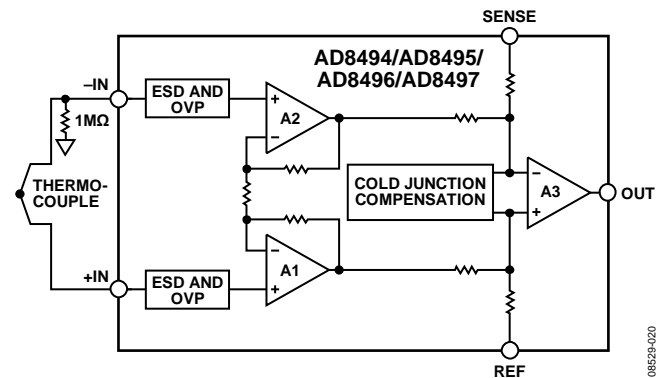 SENSE
AD8494/AD8495/
AD8496/AD8497
–IN
ESD AND
OVP
+
A2
–
1MΩ
THERMO-
COUPLE
COLD JUNCTION
COMPENSATION
–
A3
+
OUT
–
A1
+
+IN
ESD AND
OVP
REF
08529-020